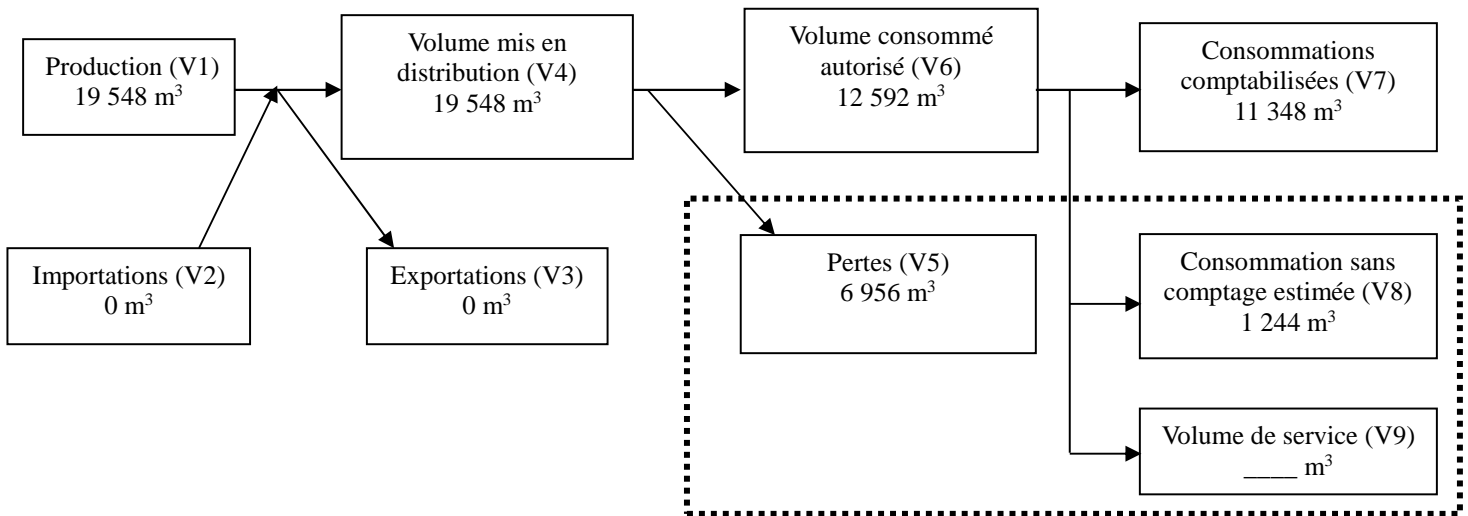 Production (V1)
19 548 m³
Volume mis en
distribution (V4)
19 548 m³
Volume consommé
autorisé (V6)
12 592 m³
Consommations
comptabilisées (V7)
11 348 m³
Importations (V2)
0 m³
Exportations (V3)
0 m³
Pertes (V5)
6 956 m³
Consommation sans
comptage estimée (V8)
1 244 m³
Volume de service (V9)
____ m³